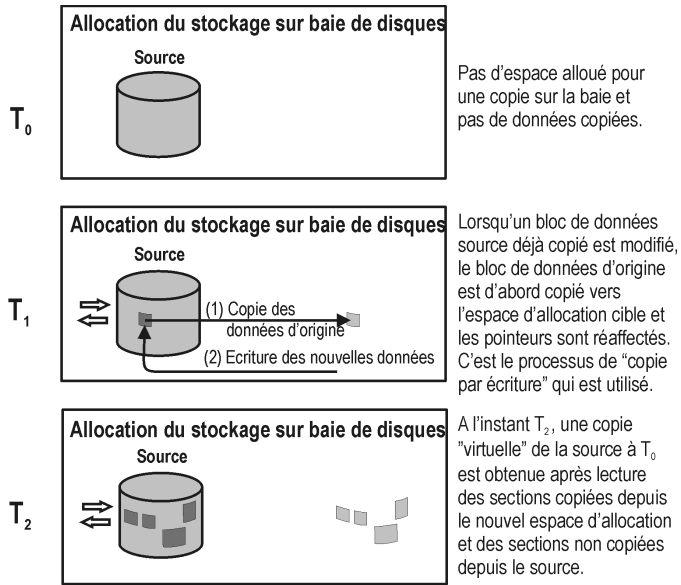 Allocation du stockage sur baie de disques
Source
T0
Pas d’espace alloué pour
une copie sur la baie et
pas de données copiées.
Allocation du stockage sur baie de disques
Source
T1
(1) Copie des
données d’origine
(2) Ecriture des nouvelles données
Lorsqu’un bloc de données
source déjà copié est modifié,
le bloc de données d’origine
est d’abord copié vers
l’espace d’allocation cible et
les pointeurs sont réaffectés.
C’est le processus de “copie
par écriture” qui est utilisé.
Allocation du stockage sur baie de disques
Source
T2
A l’instant T2, une copie
”virtuelle” de la source à T0
est obtenue après lecture
des sections copiées depuis
le nouvel espace d’allocation
et des sections non copiées
depuis le source.